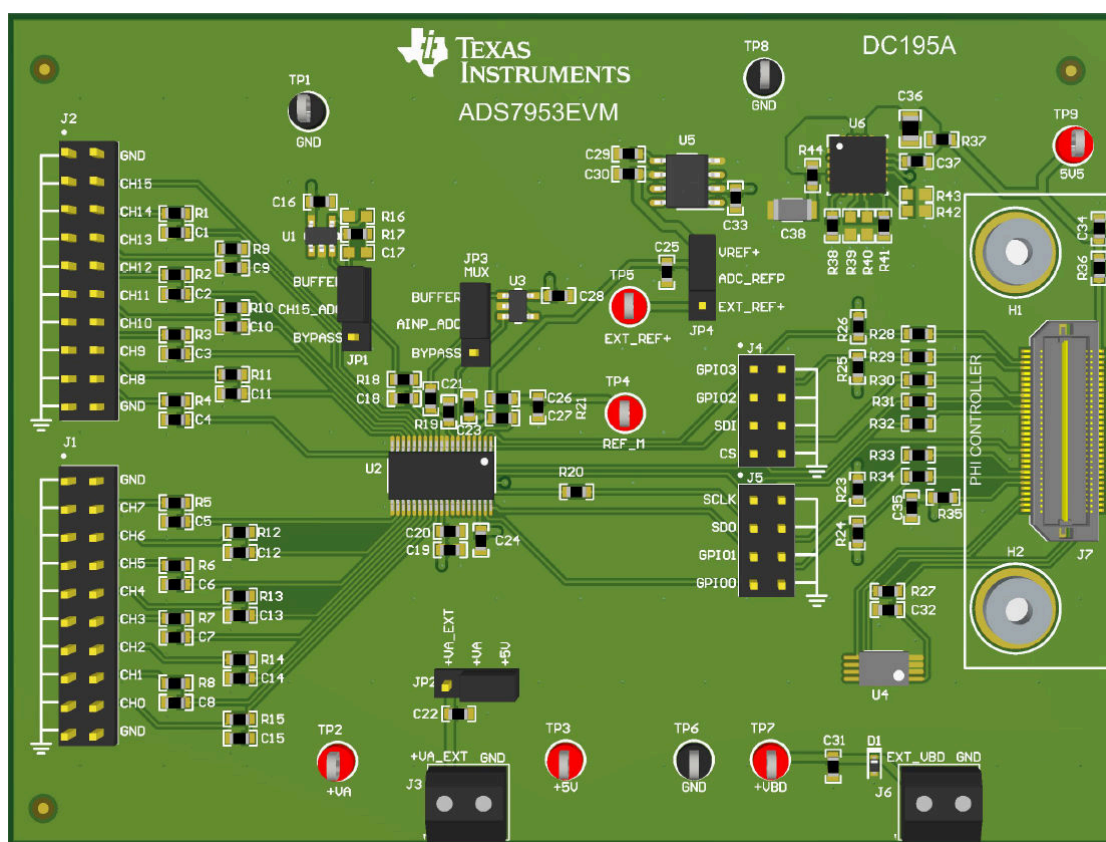 TEXAS
INSTRUMENTS
ADS7953EVM
DC195A
TP1
GND
TP8
GND
TP9
5V5
J2
GND
CH15
CH14
CH13
CH12
CH11
CH10
CH9
CH8
GND
R1
C1
R9
C9
R2
C2
R10
C10
R3
C3
R11
C11
R4
C4
C16
U1
R16
R17
C17
BUFFER
CH15_ADC
BYPASS
JP1
JP3
MUX
BUFFER
AINP_ADC
BYPASS
U3
C28
C29
C30
U5
C33
C25
VREF+
ADC_REFP
EXT_REF+
JP4
TP5
EXT_REF+
TP4
REF_M
U6
C36
R37
C37
R44
R43
R42
C38
R38
R39
R40
R41
C34
R36
H1
R18
C18
R19
C21
C23
C26
C27
R21
U2
R20
C20
C19
C24
J4
GPIO3
GPIO2
SDI
CS
J5
SCLK
SDO
GPIO1
GPIO0
R26
R25
R28
R29
R30
R31
R32
R33
R34
R23
R24
C35
R35
PHI CONTROLLER
J7
H2
R27
C32
U4
J1
GND
CH7
CH6
CH5
CH4
CH3
CH2
CH1
CH0
GND
R5
C5
R12
C12
R6
C6
R13
C13
R7
C7
R14
C14
R8
C8
R15
C15
+VA_EXT
+VA
+5V
JP2
C22
+VA_EXT GND
J3
TP2
+VA
TP3
+5V
TP6
GND
TP7
+VBD
C31
D1
EXT_VBD GND
J6